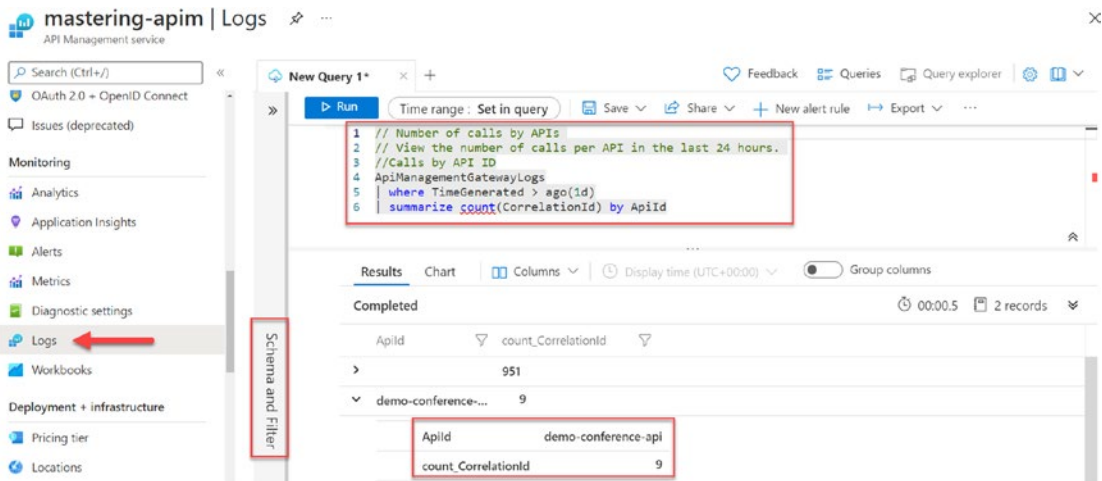 mastering-apim | Logs
API Management service
Search (Ctrl+/)
OAuth 2.0 + OpenID Connect
Issues (deprecated)
Monitoring
Analytics
Application Insights
Alerts
Metrics
Diagnostic settings
Logs
Workbooks
Deployment + infrastructure
Pricing tier
Locations
New Query 1*
Feedback
Queries
Query explorer
Run
Time range : Set in query
Save
Share
New alert rule
Export
1 // Number of calls by APIs
2 // View the number of calls per API in the last 24 hours.
3 //Calls by API ID
4 ApiManagementGatewayLogs
5 | where TimeGenerated > ago(1d)
6 | summarize count(CorrelationId) by ApiId
Schema and Filter
Results Chart Columns Display time (UTC+00:00) Group columns
Completed 00:00.5 2 records
ApiId count_CorrelationId
951
demo-conference-... 9
ApiId demo-conference-api
count_CorrelationId 9